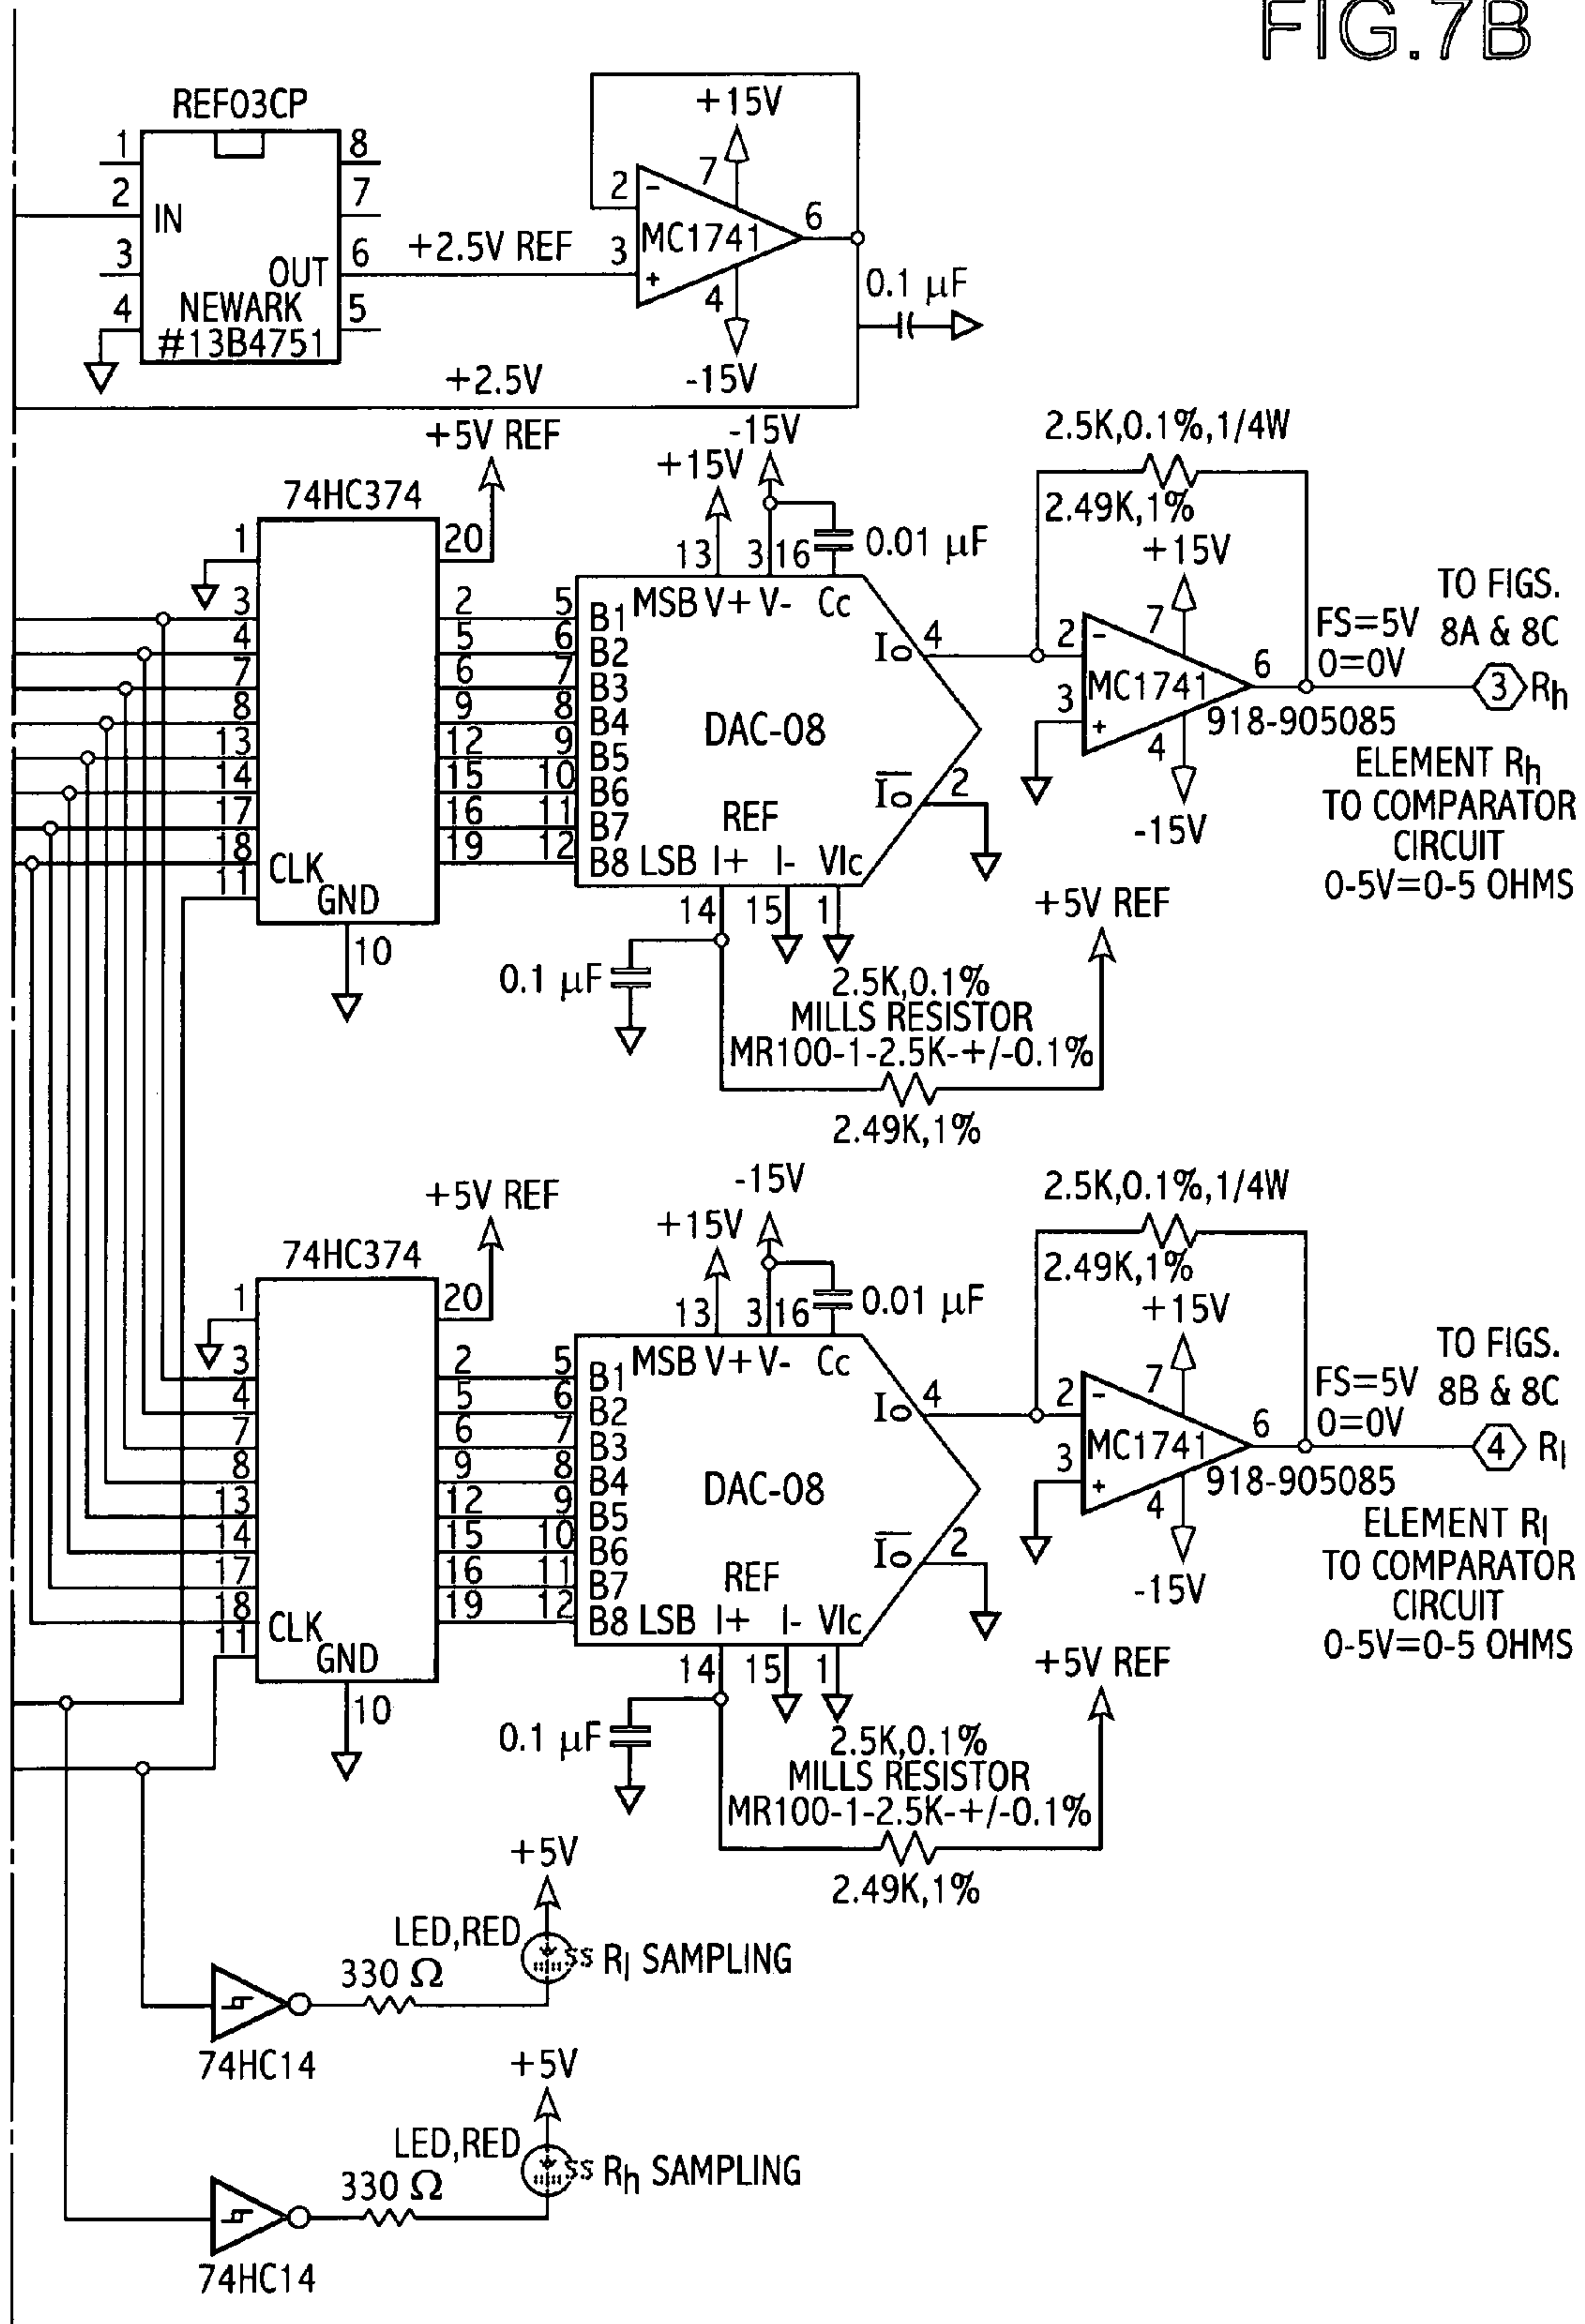 FIG.7B
REF03CP
1
2
3
4
IN
OUT
NEWARK
#13B4751
8
7
6
5
+2.5V REF
+15V
2
-
7
MC1741
6
3
+
4
-15V
0.1 µF
+2.5V
74HC374
+5V REF
1
20
3
4
7
8
13
14
17
18
11
CLK
GND
10
2
5
6
9
12
15
16
19
5
6
7
8
9
10
11
12
+15V
-15V
13
3
16
0.01 µF
MSB V+ V- Cc
B1
B2
B3
B4
B5
B6
B7
B8 LSB I+ I- VIc
DAC-08
REF
Io
4
Io
2
14
15
1
0.1 µF
2.5K,0.1%
MILLS RESISTOR
MR100-1-2.5K-+/-0.1%
2.49K,1%
+5V REF
2.5K,0.1%,1/4W
2.49K,1%
+15V
2
-
7
MC1741
6
3
+
4
-15V
918-905085
FS=5V
0=0V
TO FIGS.
8A & 8C
3
Rh
ELEMENT Rh
TO COMPARATOR
CIRCUIT
0-5V=0-5 OHMS
74HC374
+5V REF
1
20
3
4
7
8
13
14
17
18
11
CLK
GND
10
2
5
6
9
12
15
16
19
5
6
7
8
9
10
11
12
+15V
-15V
13
3
16
0.01 µF
MSB V+ V- Cc
B1
B2
B3
B4
B5
B6
B7
B8 LSB I+ I- VIc
DAC-08
REF
Io
4
Io
2
14
15
1
0.1 µF
2.5K,0.1%
MILLS RESISTOR
MR100-1-2.5K-+/-0.1%
2.49K,1%
+5V REF
2.5K,0.1%,1/4W
2.49K,1%
+15V
2
-
7
MC1741
6
3
+
4
-15V
918-905085
FS=5V
0=0V
TO FIGS.
8B & 8C
4
Rl
ELEMENT Rl
TO COMPARATOR
CIRCUIT
0-5V=0-5 OHMS
+5V
LED,RED
330 Ω
SS Rl SAMPLING
74HC14
+5V
LED,RED
330 Ω
SS Rh SAMPLING
74HC14